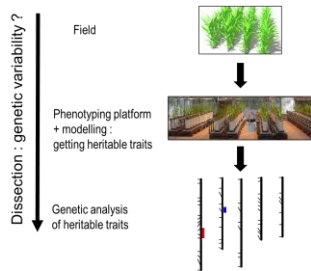 Dissection : genetic variability ?
Field
Phenotyping platform
+ modelling :
getting heritable traits
Genetic analysis
of heritable traits